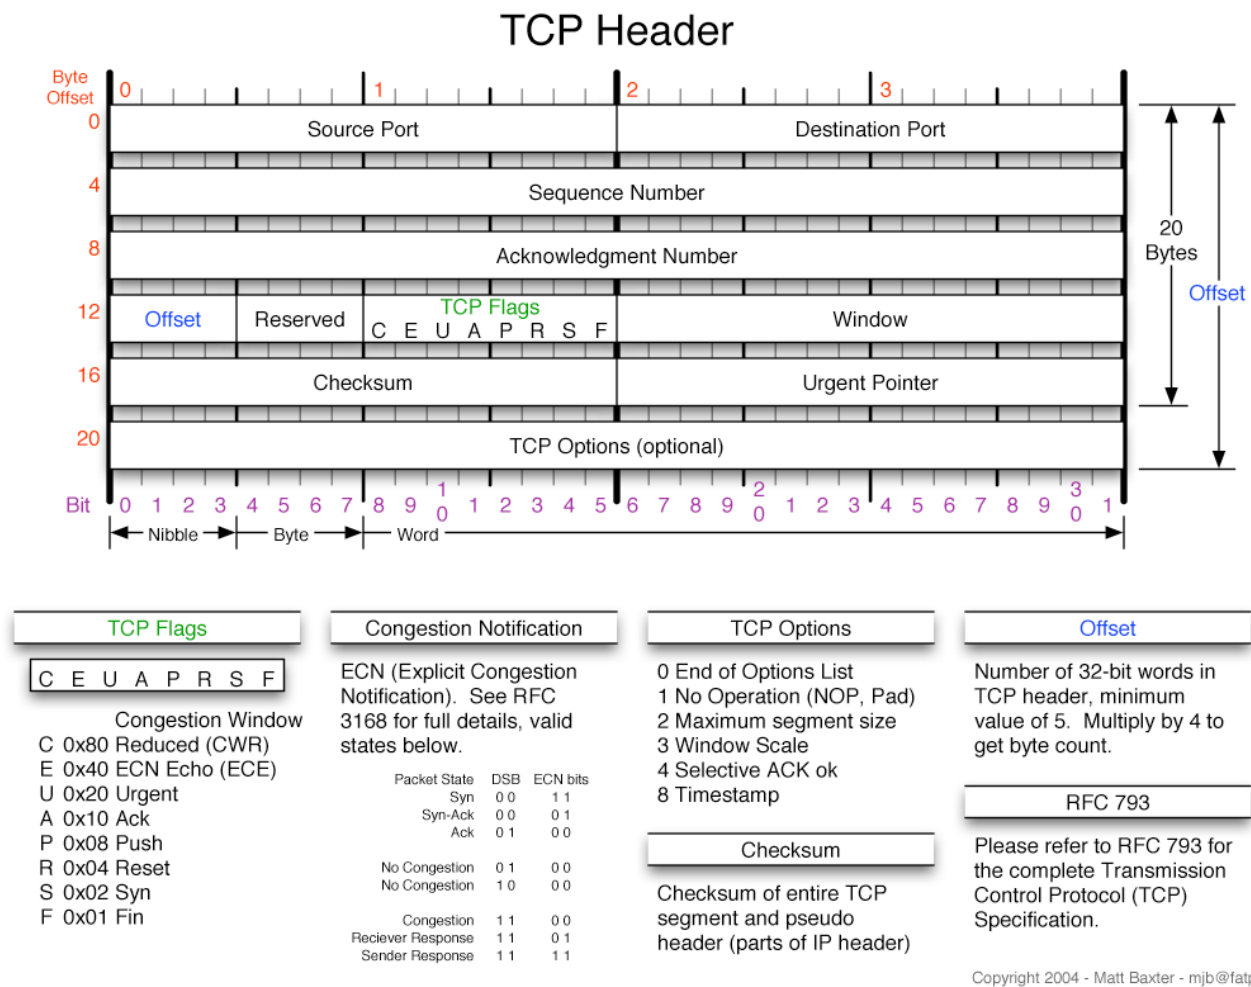 TCP Header
Byte
Offset
0 1 2 3
0
Source Port Destination Port
4
Sequence Number
8
Acknowledgment Number
20
Bytes
Offset
12
Offset Reserved TCP Flags Window
C E U A P R S F
16
Checksum Urgent Pointer
20
TCP Options (optional)
Bit 0 1 2 3 4 5 6 7 8 9 10 1 2 3 4 5 6 7 8 9 20 1 2 3 4 5 6 7 8 9 30 1
Nibble Byte Word
TCP Flags
C E U A P R S F
Congestion Window
C 0x80 Reduced (CWR)
E 0x40 ECN Echo (ECE)
U 0x20 Urgent
A 0x10 Ack
P 0x08 Push
R 0x04 Reset
S 0x02 Syn
F 0x01 Fin
Congestion Notification
ECN (Explicit Congestion
Notification). See RFC
3168 for full details, valid
states below.
Packet State DSB ECN bits
Syn 0 0 1 1
Syn-Ack 0 0 0 1
Ack 0 1 0 0
No Congestion 0 1 0 0
No Congestion 1 0 0 0
Congestion 1 1 0 0
Reciever Response 1 1 0 1
Sender Response 1 1 1 1
TCP Options
0 End of Options List
1 No Operation (NOP, Pad)
2 Maximum segment size
3 Window Scale
4 Selective ACK ok
8 Timestamp
Checksum
Checksum of entire TCP
segment and pseudo
header (parts of IP header)
Offset
Number of 32-bit words in
TCP header, minimum
value of 5. Multiply by 4 to
get byte count.
RFC 793
Please refer to RFC 793 for
the complete Transmission
Control Protocol (TCP)
Specification.
Copyright 2004 - Matt Baxter - mjb@fatp